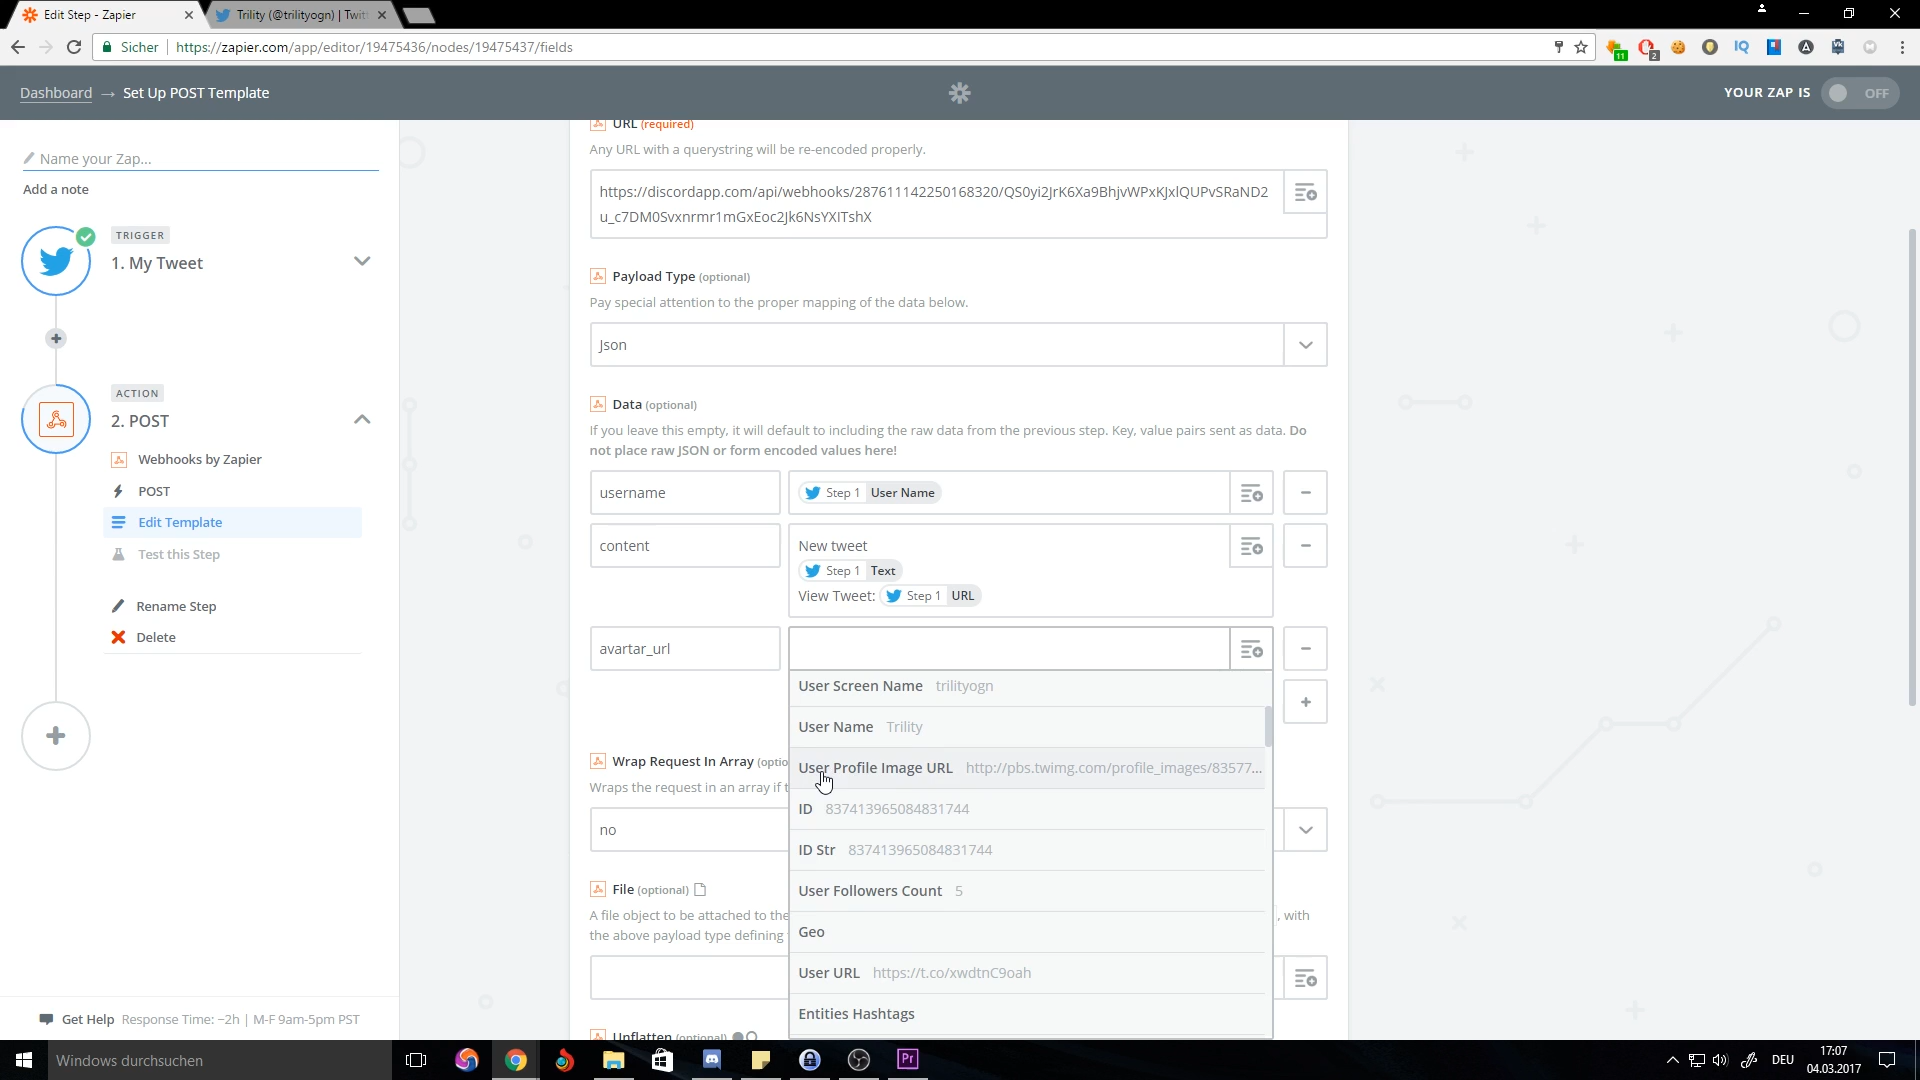 Edit Step - Zapier
Trility (@trilityogn) | Twitt
Sicher
https://zapier.com/app/editor/19475436/nodes/19475437/fields
11
2
IQ
Dashboard → Set Up POST Template
YOUR ZAP IS
OFF
Name your Zap...
Add a note
TRIGGER
1. My Tweet
ACTION
2. POST
Webhooks by Zapier
POST
Edit Template
Test this Step
Rename Step
Delete
Get Help Response Time: ~2h | M-F 9am-5pm PST
URL (required)
Any URL with a querystring will be re-encoded properly.
https://discordapp.com/api/webhooks/287611142250168320/QS0yi2JrK6Xa9BhjvWPxKJxlQUPvSRaND2
u_c7DM0Svxnrmr1mGxEoc2Jk6NsYXITshX
Payload Type (optional)
Pay special attention to the proper mapping of the data below.
Json
Data (optional)
If you leave this empty, it will default to including the raw data from the previous step. Key, value pairs sent as data. Do
not place raw JSON or form encoded values here!
username
Step 1 User Name
content
New tweet
Step 1 Text
View Tweet: Step 1 URL
avartar_url
User Screen Name trilityogn
User Name Trility
User Profile Image URL http://pbs.twimg.com/profile_images/83577...
ID 837413965084831744
ID Str 837413965084831744
User Followers Count 5
Geo
User URL https://t.co/xwdtnC9oah
Entities Hashtags
Wrap Request In Array (optio
Wraps the request in an array if t
no
File (optional)
A file object to be attached to the
, with
the above payload type defining
Unflatten (optional)
Windows durchsuchen
Pr
DEU
17:07
04.03.2017